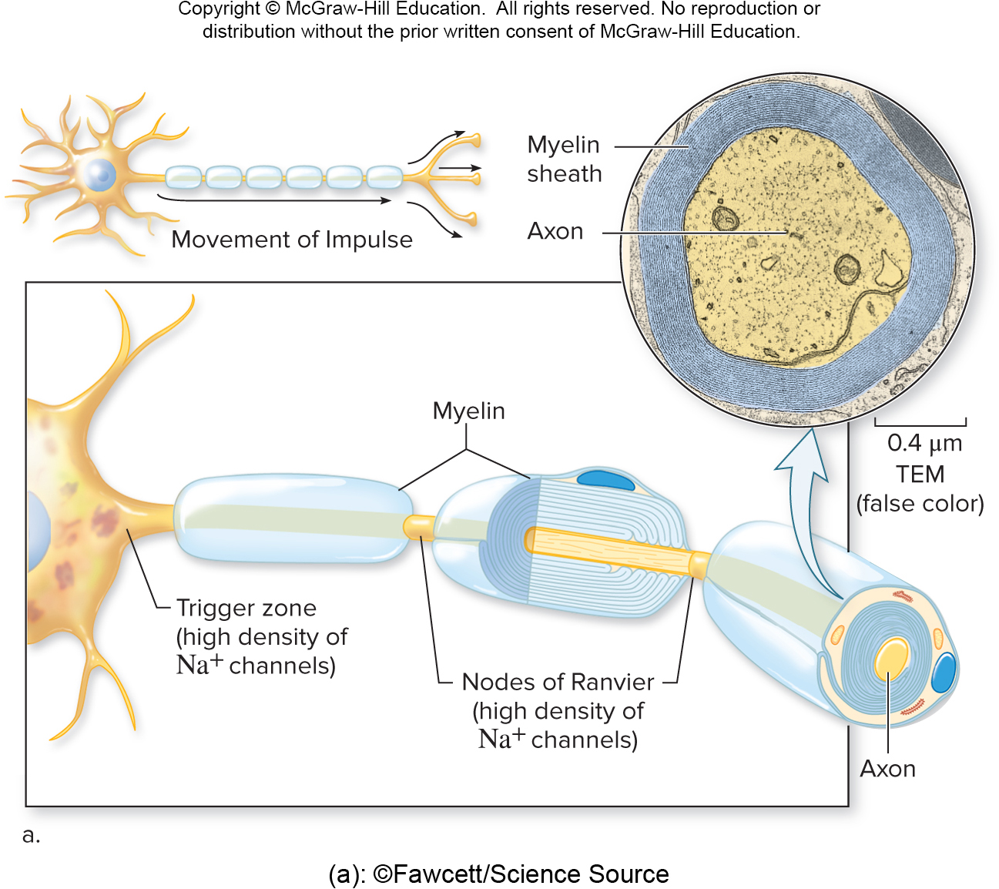 Copyright © McGraw-Hill Education.  All rights reserved. No reproduction or
distribution without the prior written consent of McGraw-Hill Education.
Myelin
sheath
Axon
Movement of Impulse
0.4 µm
TEM
(false color)
Myelin
Trigger zone
(high density of
Na+ channels)
Nodes of Ranvier
(high density of
Na+ channels)
Axon
a.
(a): ©Fawcett/Science Source